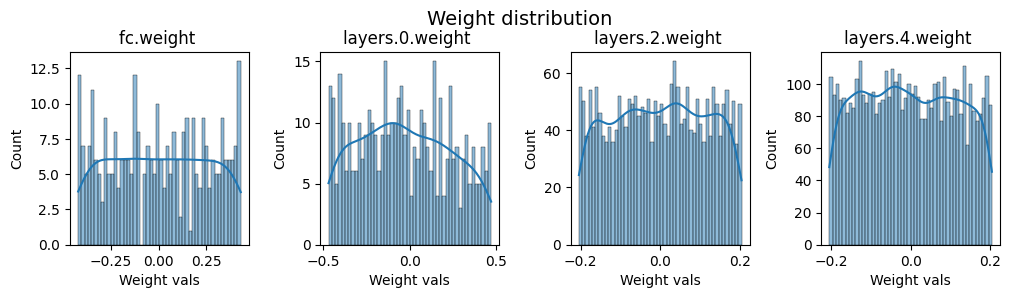 Weight distribution
fc.weight
layers.0.weight
layers.2.weight
layers.4.weight
Count
12.5
10.0
7.5
5.0
2.5
0.0
−0.25
0.00
0.25
Weight vals
Count
15
10
5
0
−0.5
0.0
0.5
Weight vals
Count
60
40
20
0
−0.2
0.0
0.2
Weight vals
Count
100
80
60
40
20
0
−0.2
0.0
0.2
Weight vals